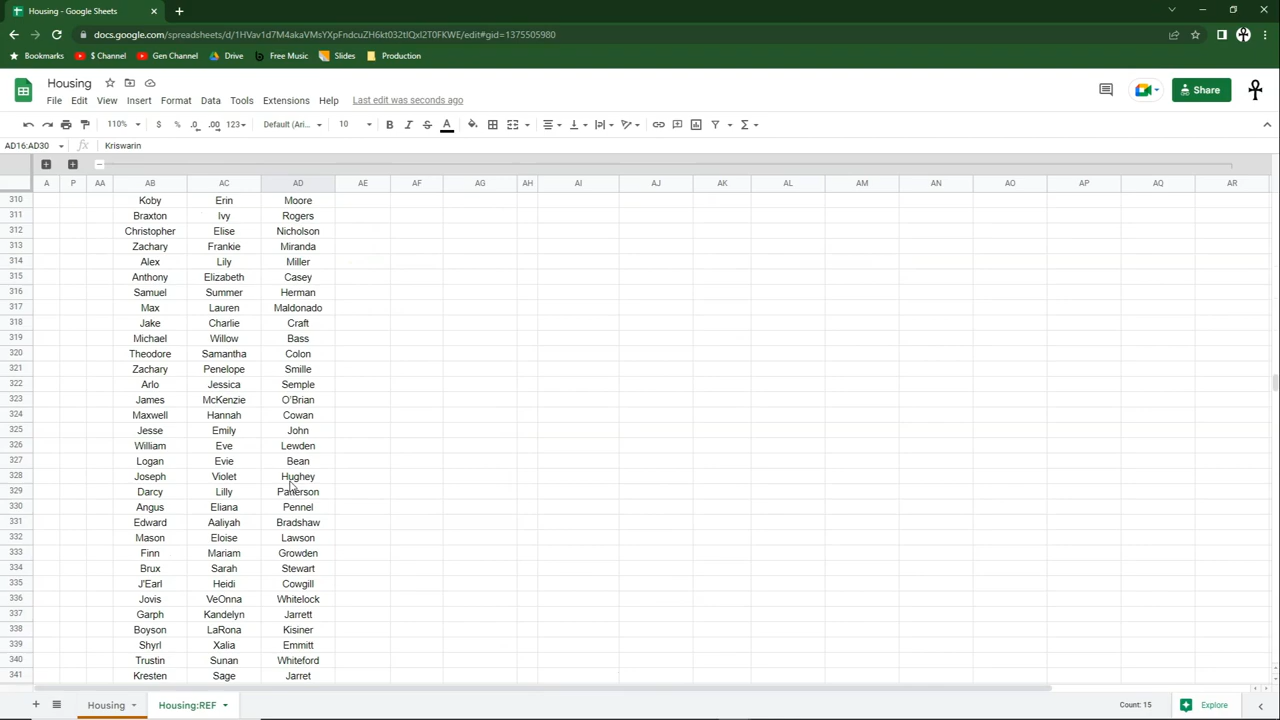 Housing - Google Sheets
docs.google.com/spreadsheets/d/1HVav1d7M4akaVMsYXpFndcuZH6kt032tlQxl2T0FKWE/edit#gid=1375505980
Bookmarks $ Channel Gen Channel Drive Free Music Slides Production
Housing
File Edit View Insert Format Data Tools Extensions Help Last edit was seconds ago
Share
110% $ % .0 .00 123 Default (Ari... 10 B I S A
AD16:AD30 fx Kriswarin
A P AA AB AC AD AE AF AG AH AI AJ AK AL AM AN AO AP AQ AR
310 Koby Erin Moore
311 Braxton Ivy Rogers
312 Christopher Elise Nicholson
313 Zachary Frankie Miranda
314 Alex Lily Miller
315 Anthony Elizabeth Casey
316 Samuel Summer Herman
317 Max Lauren Maldonado
318 Jake Charlie Craft
319 Michael Willow Bass
320 Theodore Samantha Colon
321 Zachary Penelope Smille
322 Arlo Jessica Semple
323 James McKenzie O'Brian
324 Maxwell Hannah Cowan
325 Jesse Emily John
326 William Eve Lewden
327 Logan Evie Bean
328 Joseph Violet Hughey
329 Darcy Lilly Patterson
330 Angus Eliana Pennel
331 Edward Aaliyah Bradshaw
332 Mason Eloise Lawson
333 Finn Mariam Growden
334 Brux Sarah Stewart
335 J'Earl Heidi Cowgill
336 Jovis VeOnna Whitelock
337 Garph Kandelyn Jarrett
338 Boyson LaRona Kisiner
339 Shyrl Xalia Emmitt
340 Trustin Sunan Whiteford
341 Kresten Sage Jarret
Housing Housing:REF Count: 15 Explore